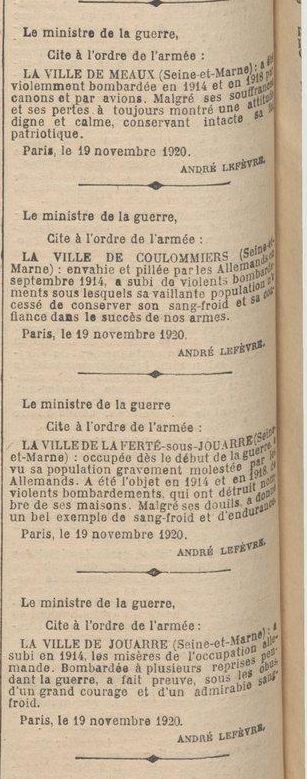 Le ministre de la guerre,
Cite à l'ordre de l'armée :
LA VILLE DE MEAUX (Seine-et-Marne) : a été
violemment bombardée en 1914 et en 1918 par
canons et par avions. Malgré ses souffrances
et ses pertes a toujours montré une attitude
digne et calme, conservant intacte sa foi
patriotique.
Paris, le 19 novembre 1920.
ANDRÉ LEFÈVRE.
Le ministre de la guerre,
Cite à l'ordre de l'armée :
LA VILLE DE COULOMMIERS (Seine-et-
Marne) : envahie et pillée par les Allemands en
septembre 1914, a subi de violents bombarde-
ments sous lesquels sa vaillante population n'a
cessé de conserver son sang-froid et sa con-
fiance dans le succès de nos armes.
Paris, le 19 novembre 1920.
ANDRÉ LEFÈVRE.
Le ministre de la guerre
Cite à l'ordre de l'armée :
LA VILLE DE LA FERTÉ-sous-JOUARRE (Seine-
et-Marne) : occupée dès le début de la guerre, a
vu sa population gravement molestée par les
Allemands. A été l'objet en 1914 et en 1918 de
violents bombardements, qui ont détruit nom-
bre de ses maisons. Malgré ses deuils, a donné
un bel exemple de sang-froid et d'endurance.
Paris, le 19 novembre 1920.
ANDRÉ LEFÈVRE.
Le ministre de la guerre,
Cite à l'ordre de l'armée :
LA VILLE DE JOUARRE (Seine-et-Marne) : a
subi en 1914, les misères de l'occupation alle-
mande. Bombardée à plusieurs reprises pen-
dant la guerre, a fait preuve, sous les obus,
d'un grand courage et d'un admirable sang-
froid.
Paris, le 19 novembre 1920.
ANDRÉ LEFÈVRE.